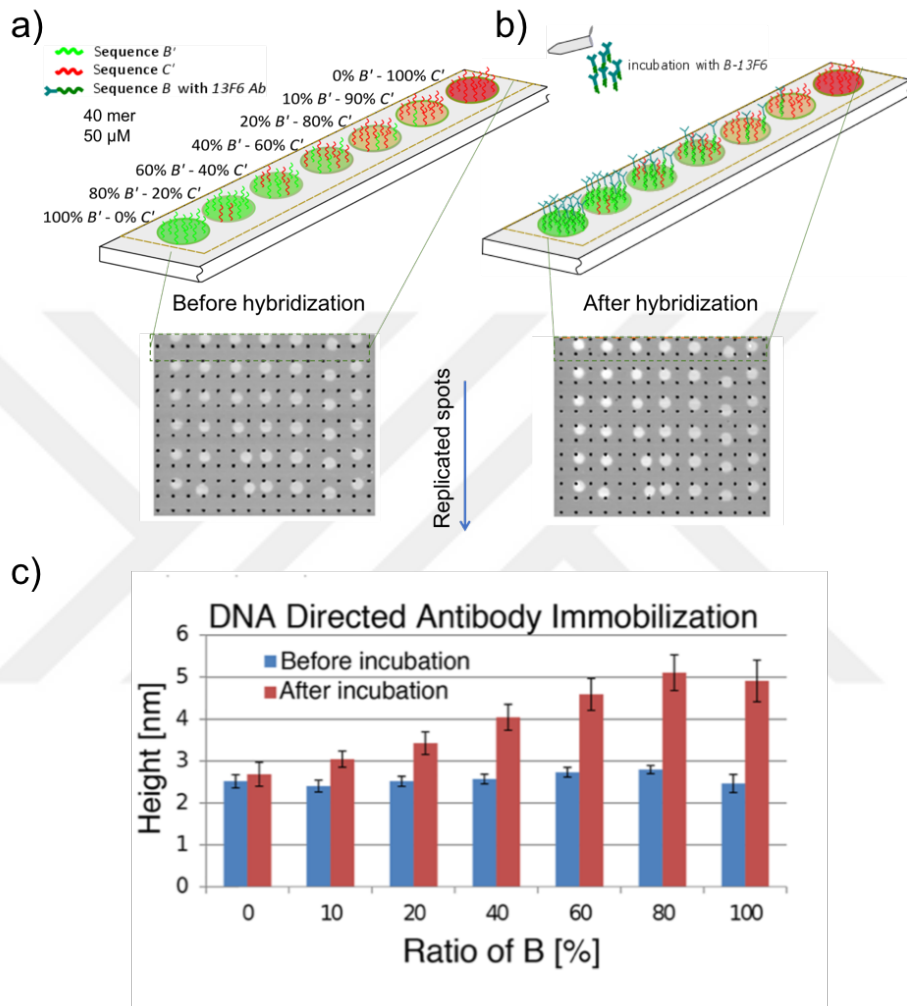 a)
Sequence B'
Sequence C'
Sequence B with 13F6 Ab
40 mer
50 µM
0% B' - 100% C'
10% B' - 90% C'
20% B' - 80% C'
40% B' - 60% C'
60% B' - 40% C'
80% B' - 20% C'
100% B' - 0% C'
Before hybridization
b)
incubation with B-13F6
After hybridization
Replicated spots
c)
DNA Directed Antibody Immobilization
Before incubation
After incubation
Height [nm]
6
5
4
3
2
1
0
0 10 20 40 60 80 100
Ratio of B [%]